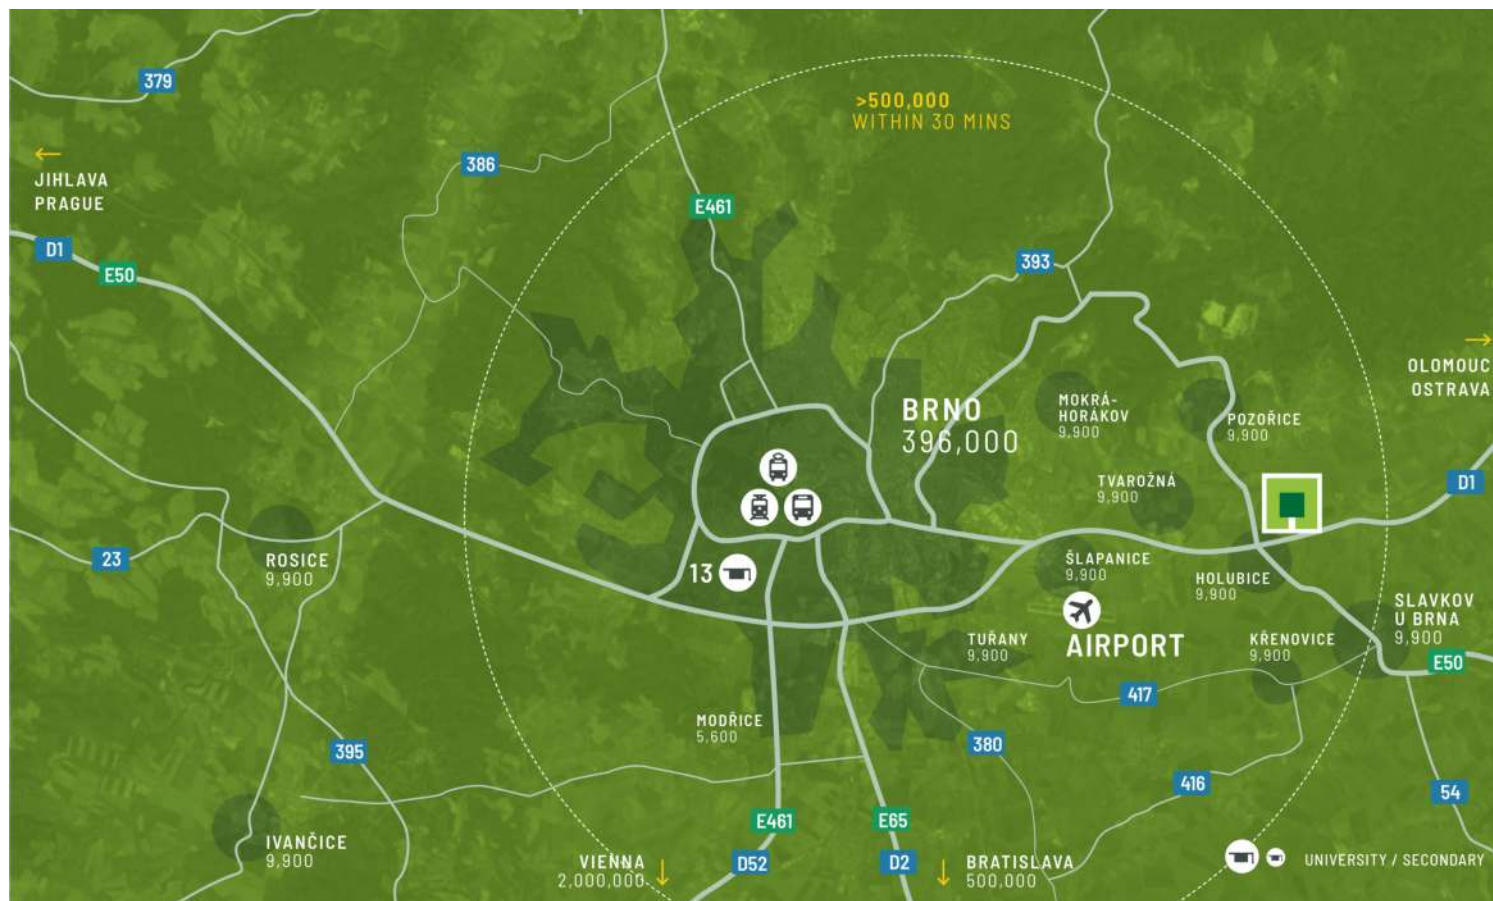 379
>500,000
WITHIN 30 MINS
JIHLAVA
PRAGUE
386
E461
D1
E50
393
OLOMOUC
OSTRAVA
BRNO
396,000
MOKRÁ-
HORÁKOV
9,900
POZOŘICE
9,900
TVAROŽNÁ
9,900
D1
23
ROSICE
9,900
13
ŠLAPANICE
9,900
HOLUBICE
9,900
SLAVKOV
U BRNA
9,900
AIRPORT
TUŘANY
9,900
KŘENOVICE
9,900
E50
417
MODŘICE
5,600
380
395
416
54
E461
E65
IVANČICE
9,900
VIENNA
2,000,000
D52
D2
BRATISLAVA
500,000
UNIVERSITY / SECONDARY